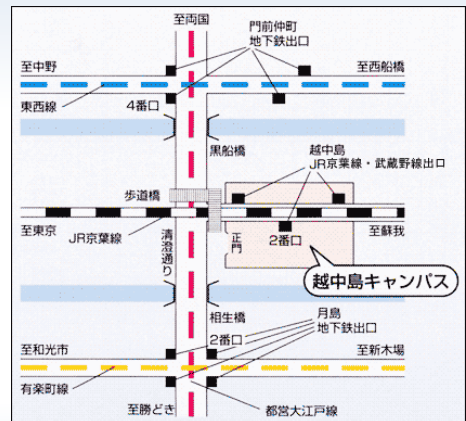 至両国
門前仲町
地下鉄出口
至中野
至西船橋
東西線
4番口
黒船橋
越中島
JR京葉線・武蔵野線出口
歩道橋
至東京
JR京葉線
清澄通り
正門
2番口
至蘇我
越中島キャンパス
相生橋
月島
地下鉄出口
2番口
至和光市
至新木場
有楽町線
至勝どき
都営大江戸線